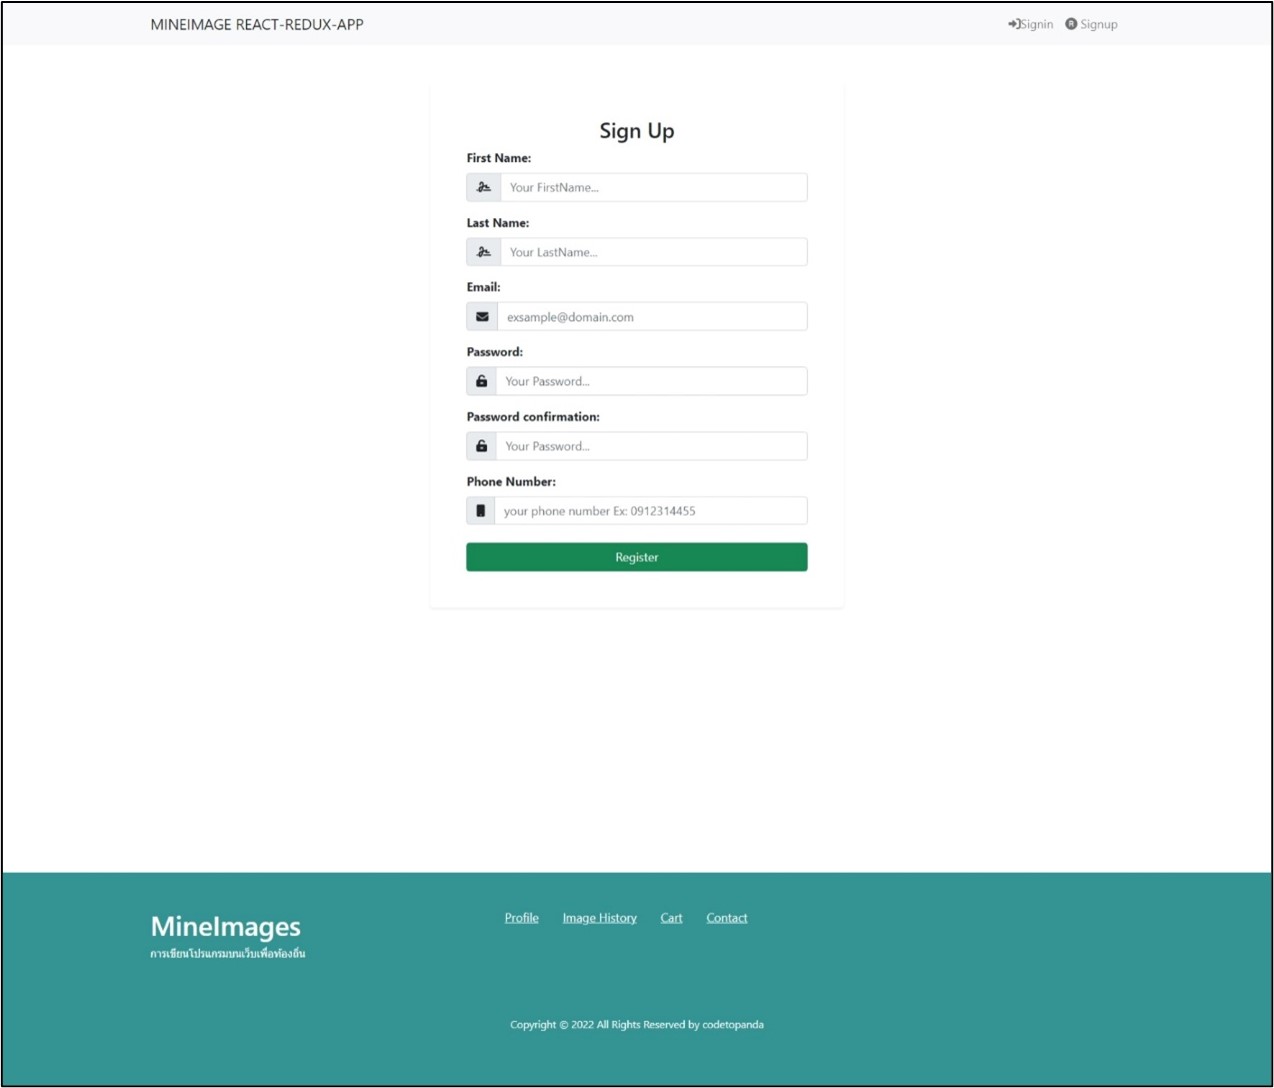 MINEIMAGE REACT-REDUX-APP
Signin Signup
Sign Up
First Name:
Your FirstName...
Last Name:
Your LastName...
Email:
exsample@domain.com
Password:
Your Password...
Password confirmation:
Your Password...
Phone Number:
your phone number Ex: 0912314455
Register
MineImages
การเขียนโปรแกรมบนเว็บเพื่อท้องถิ่น
Profile Image History Cart Contact
Copyright © 2022 All Rights Reserved by codetopanda